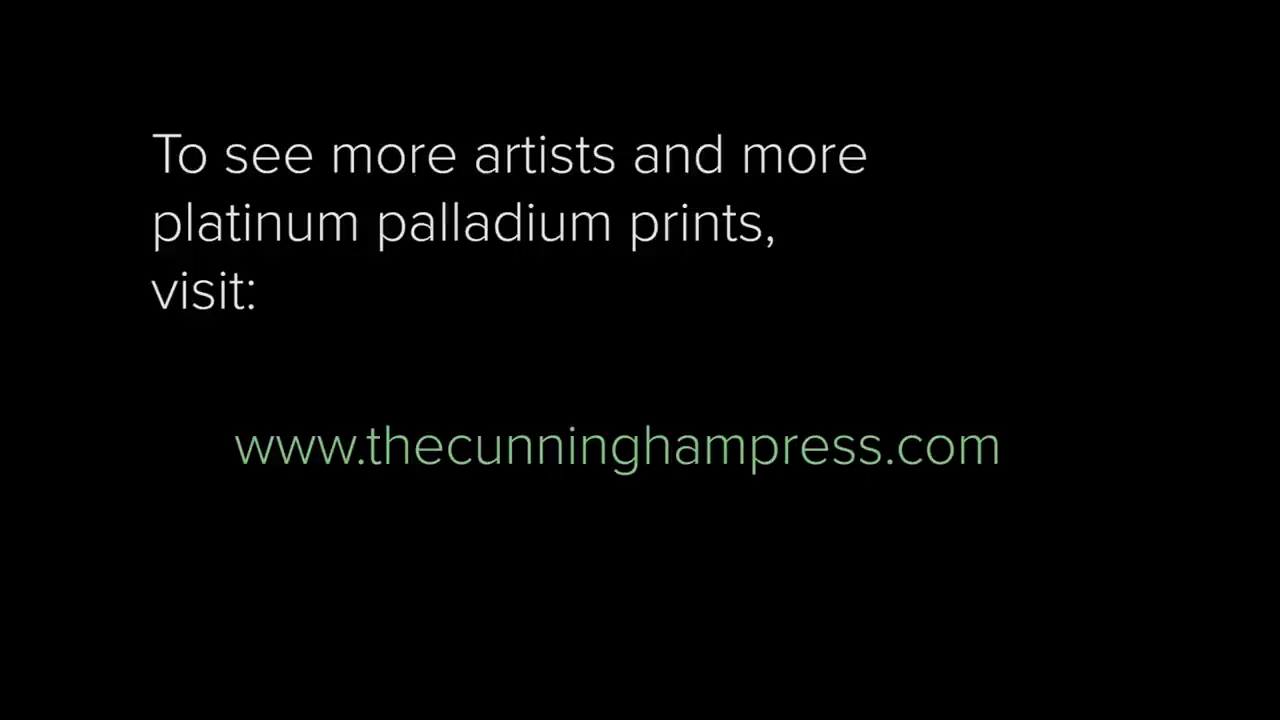 To see more artists and more
platinum palladium prints,
visit:
www.thecunninghampress.com